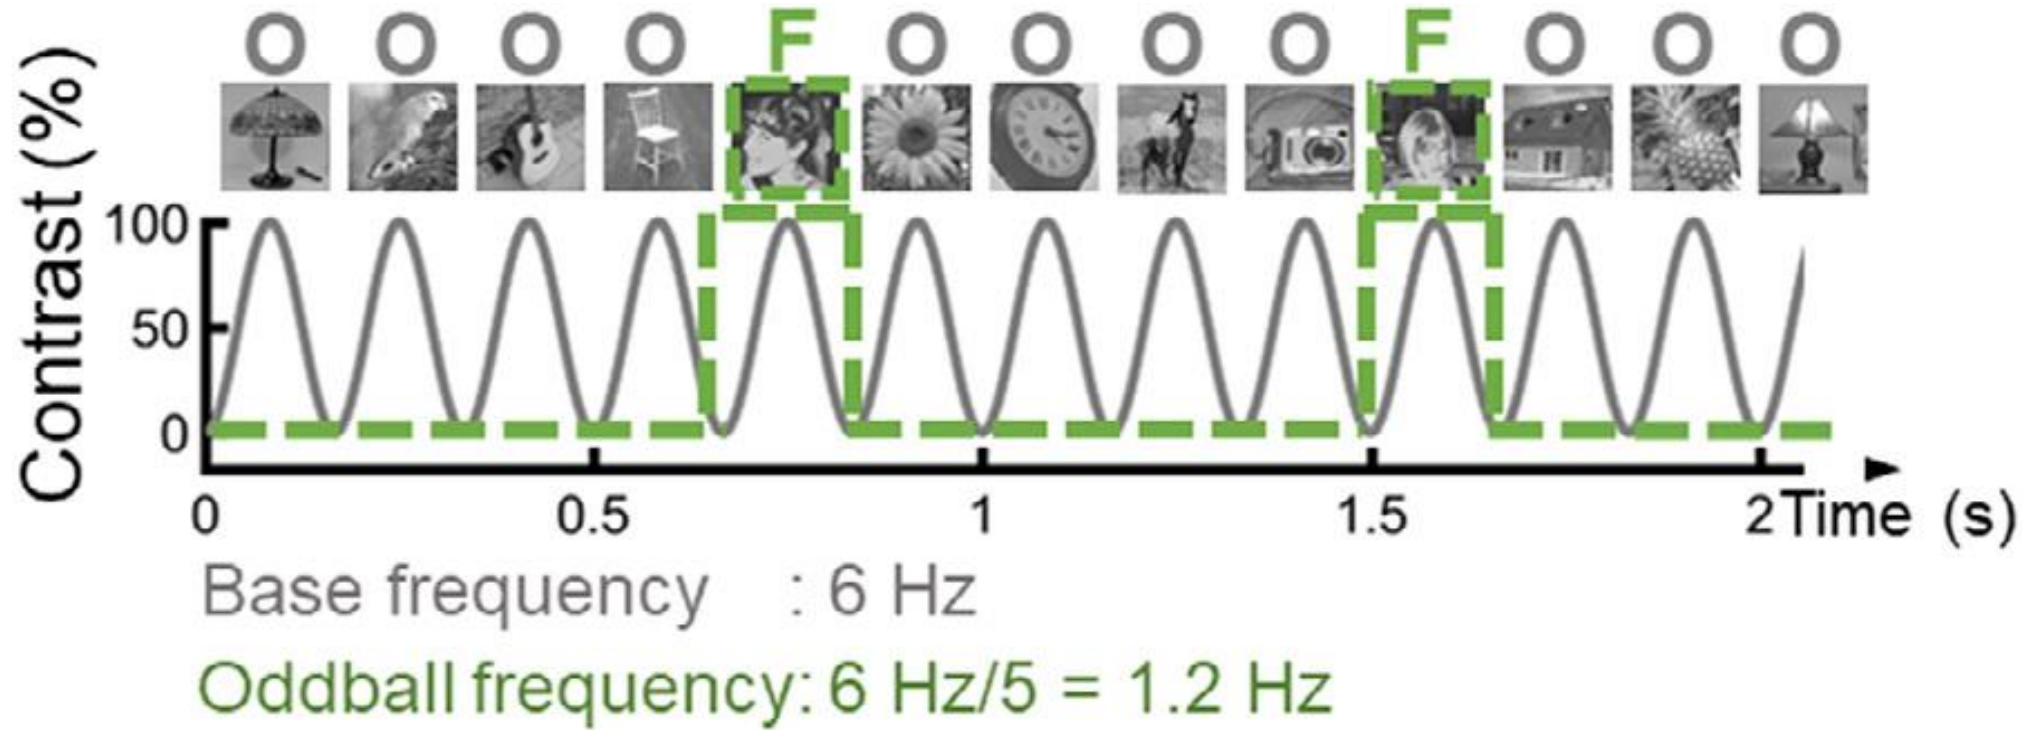 O O O O F O O O O F O O O
Contrast (%)
100
50
0
0 0.5 1 1.5 2 Time (s)
Base frequency : 6 Hz
Oddball frequency: 6 Hz/5 = 1.2 Hz